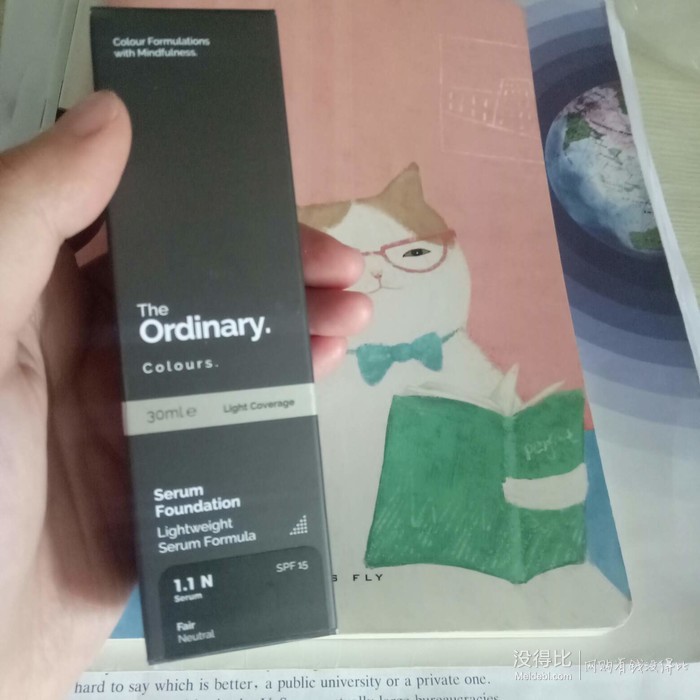 Colour Formulations
with Mindfulness.
The
Ordinary.
Colours.
30ml e
Light Coverage
Serum
Foundation
Lightweight
Serum Formula
SPF 15
1.1 N
Serum
Fair
Neutral
S FLY
没得比
Meidebi.com
hard to say which is better, a public university or a private one.